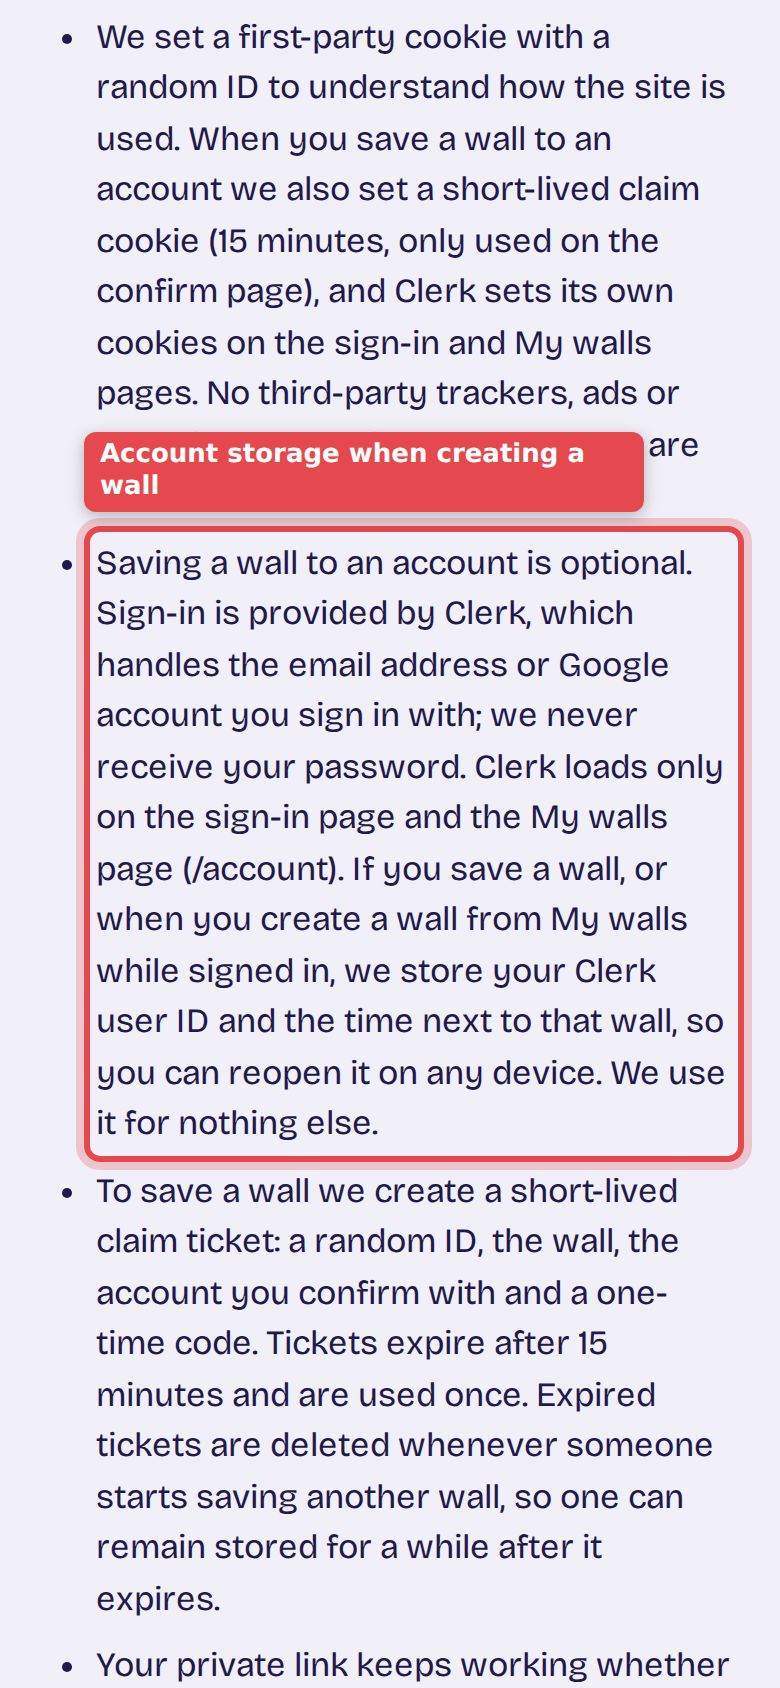 We set a first-party cookie with a
random ID to understand how the site is
used. When you save a wall to an
account we also set a short-lived claim
cookie (15 minutes, only used on the
confirm page), and Clerk sets its own
cookies on the sign-in and My walls
pages. No third-party trackers, ads or
are
Account storage when creating a
wall
Saving a wall to an account is optional.
Sign-in is provided by Clerk, which
handles the email address or Google
account you sign in with; we never
receive your password. Clerk loads only
on the sign-in page and the My walls
page (/account). If you save a wall, or
when you create a wall from My walls
while signed in, we store your Clerk
user ID and the time next to that wall, so
you can reopen it on any device. We use
it for nothing else.
To save a wall we create a short-lived
claim ticket: a random ID, the wall, the
account you confirm with and a one-
time code. Tickets expire after 15
minutes and are used once. Expired
tickets are deleted whenever someone
starts saving another wall, so one can
remain stored for a while after it
expires.
Your private link keeps working whether